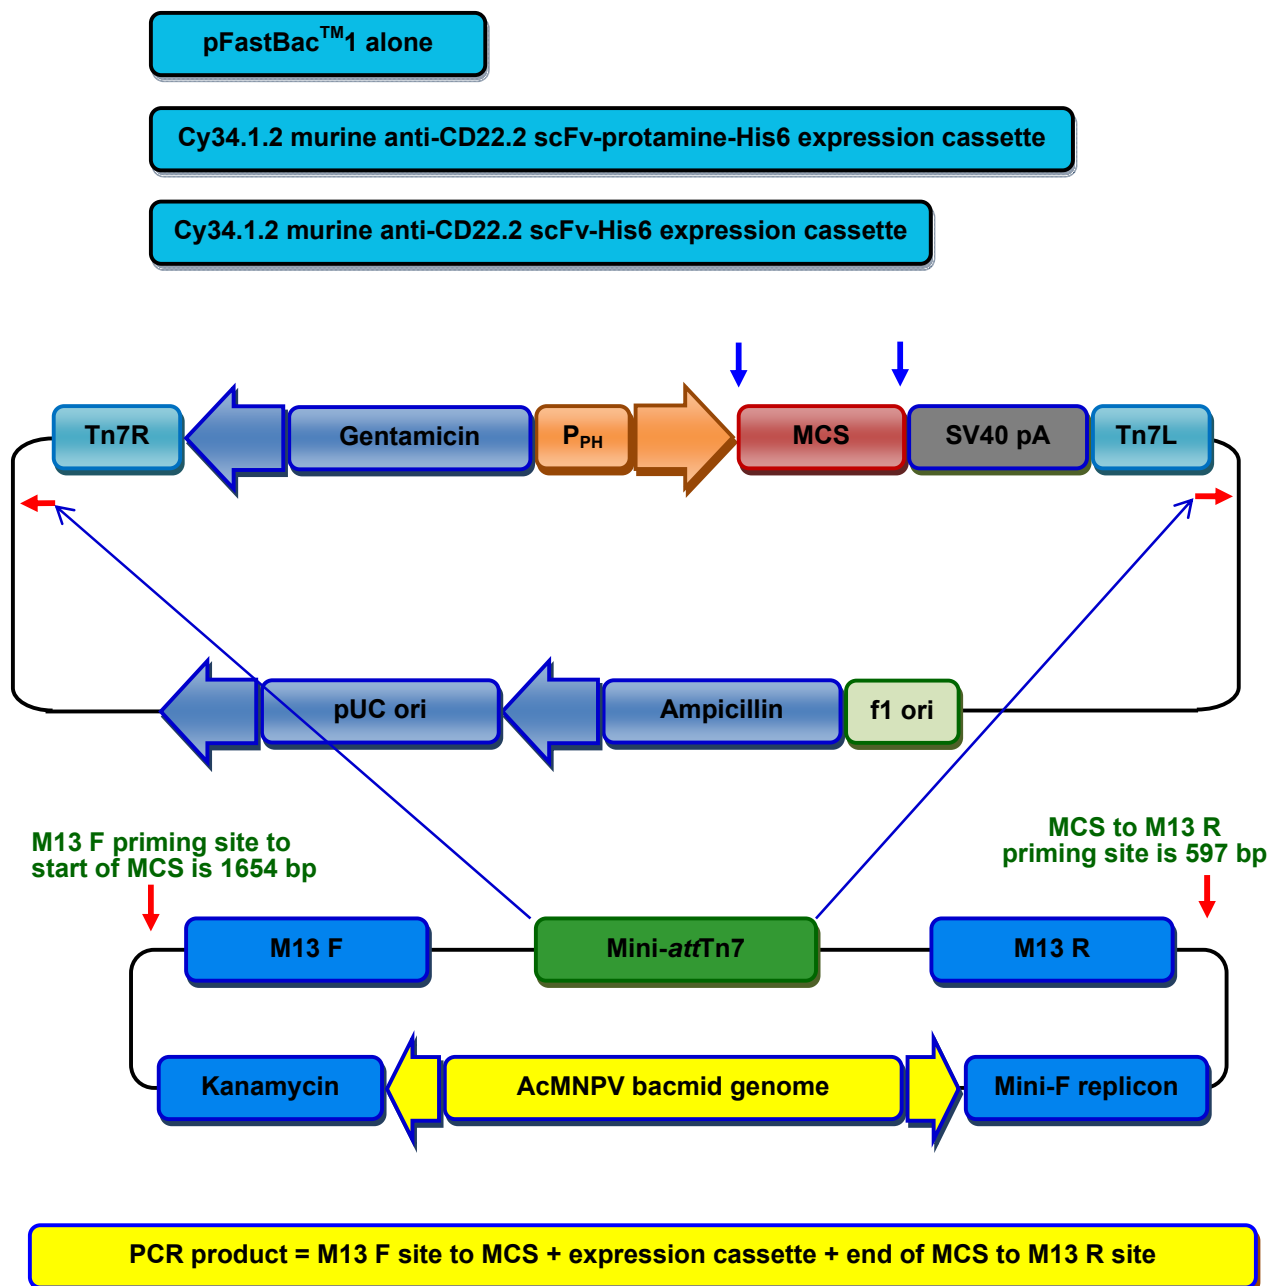 pFastBac™1 alone
Cy34.1.2 murine anti-CD22.2 scFv-protamine-His6 expression cassette
Cy34.1.2 murine anti-CD22.2 scFv-His6 expression cassette
Tn7R
Gentamicin
PPH
MCS
SV40 pA
Tn7L
pUC ori
Ampicillin
f1 ori
M13 F priming site to
start of MCS is 1654 bp
MCS to M13 R
priming site is 597 bp
M13 F
Mini-attTn7
M13 R
Kanamycin
AcMNPV bacmid genome
Mini-F replicon
PCR product = M13 F site to MCS + expression cassette + end of MCS to M13 R site